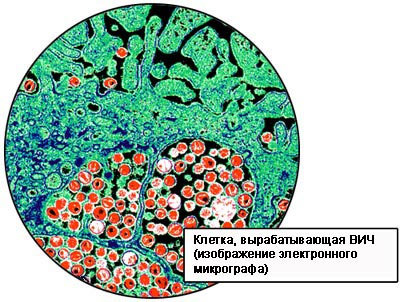 Клетка, вырабатывающая ВИЧ
(изображение электронного
микрографа)